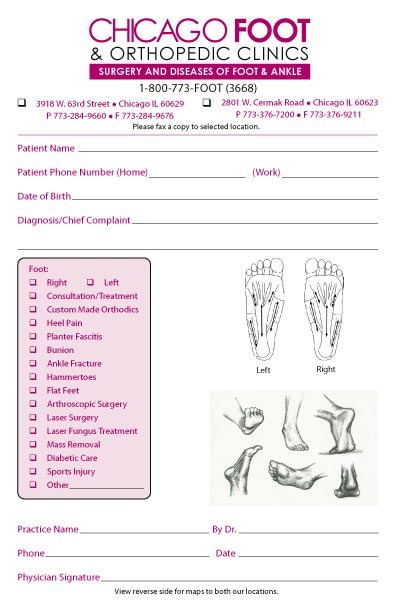 CHICAGO FOOT
& ORTHOPEDIC CLINICS
SURGERY AND DISEASES OF FOOT & ANKLE
1-800-773-FOOT (3668)
3918 W. 63rd Street • Chicago IL 60629
P 773-284-9660 • F 773-284-9676
2801 W. Cermak Road • Chicago IL 60623
P 773-376-7200 • F 773-376-9211
Please fax a copy to selected location.
Patient Name
Patient Phone Number (Home) (Work)
Date of Birth
Diagnosis/Chief Complaint
Foot:
Right Left
Consultation/Treatment
Custom Made Orthodics
Heel Pain
Planter Fascitis
Bunion
Ankle Fracture
Hammertoes
Flat Feet
Arthroscopic Surgery
Laser Surgery
Laser Fungus Treatment
Mass Removal
Diabetic Care
Sports Injury
Other
Left Right
Practice Name By Dr.
Phone Date
Physician Signature
View reverse side for maps to both our locations.